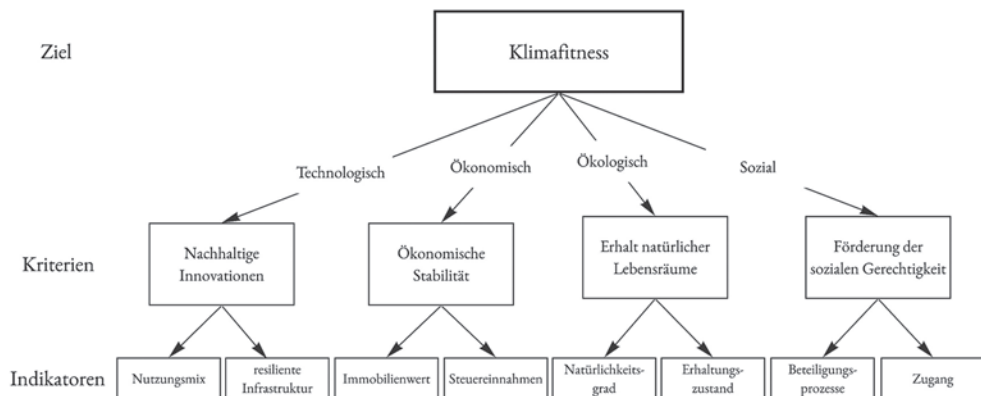 Ziel
Klimafitness
Technologisch
Ökonomisch
Ökologisch
Sozial
Kriterien
Nachhaltige
Innovationen
Ökonomische
Stabilität
Erhalt natürlicher
Lebensräume
Förderung der
sozialen Gerechtigkeit
Indikatoren
Nutzungsmix
resiliente
Infrastruktur
Immobilienwert
Steuereinnahmen
Natürlichkeits-
grad
Erhaltungs-
zustand
Beteiligungs-
prozesse
Zugang